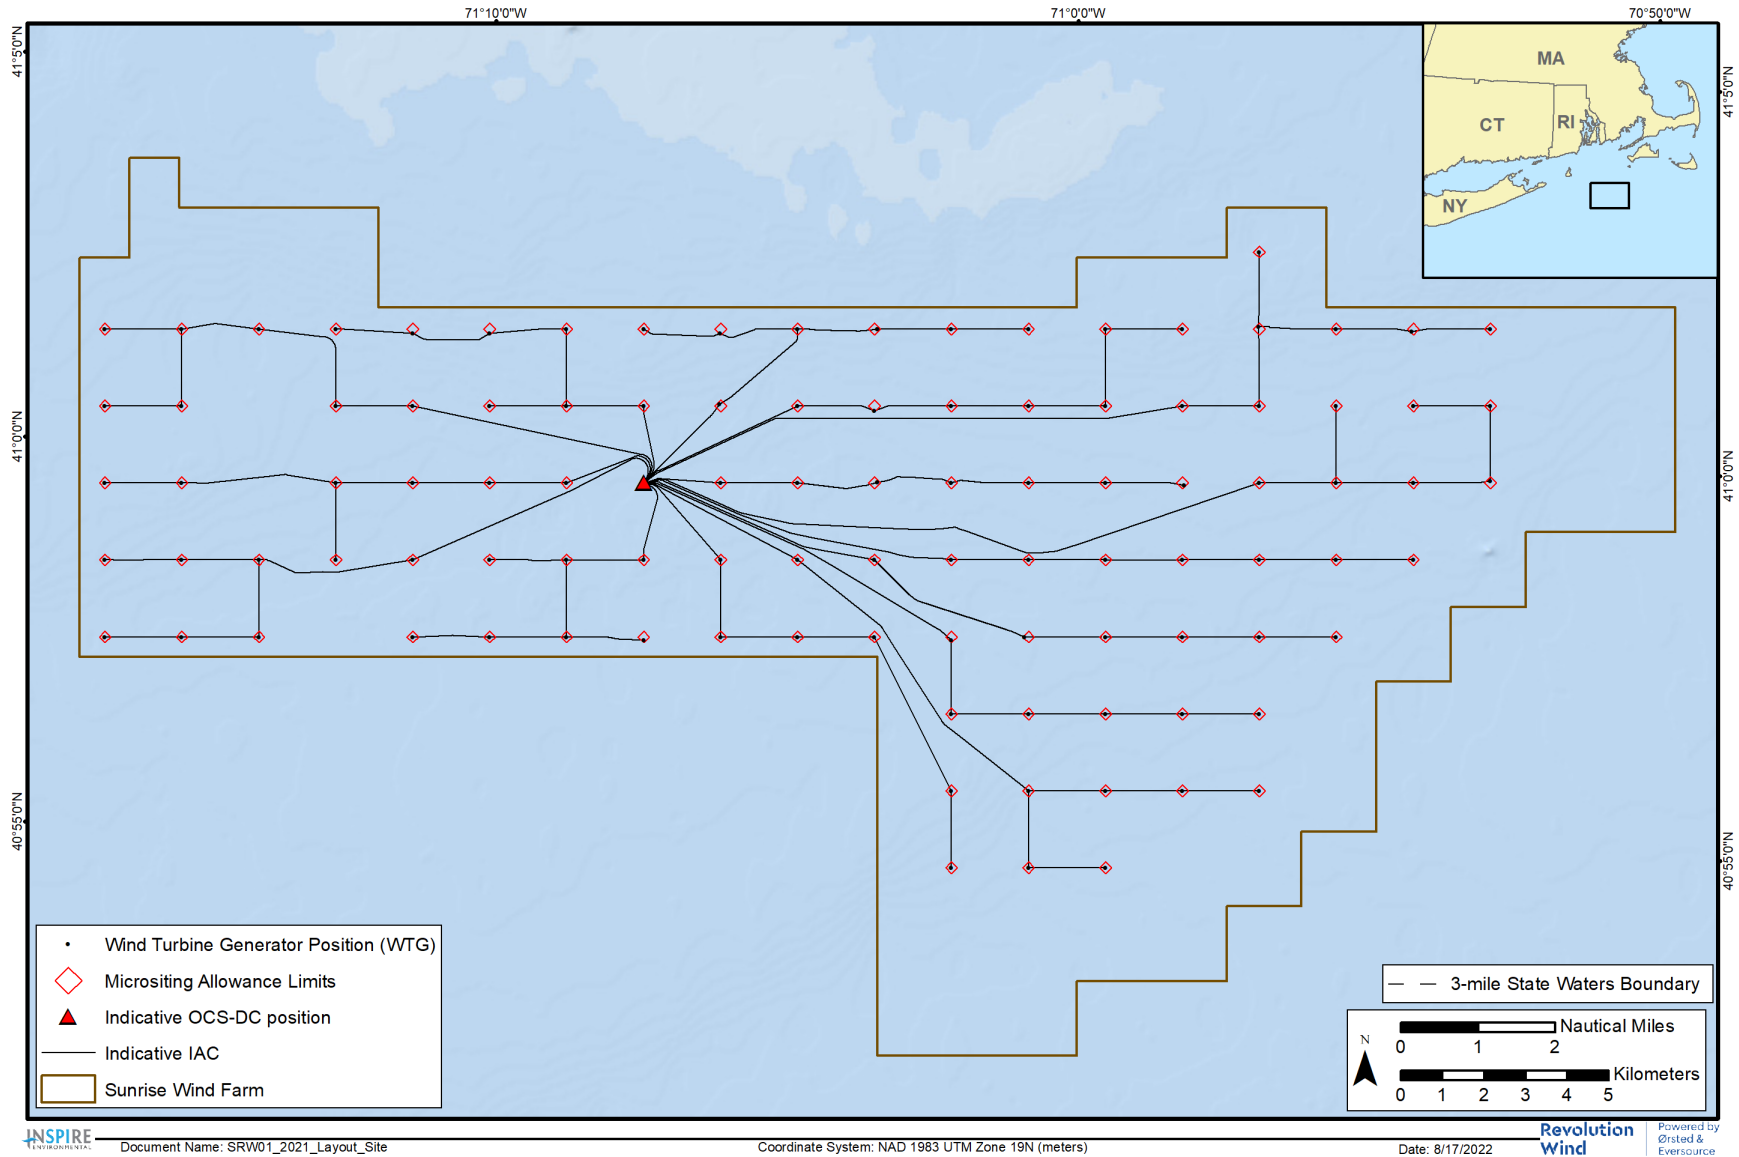 71°10'0"W
71°0'0"W
70°50'0"W
41°5'0"N
41°5'0"N
MA
CT
RI
NY
41°0'0"N
41°0'0"N
40°55'0"N
40°55'0"N
Wind Turbine Generator Position (WTG)
Micrositing Allowance Limits
Indicative OCS-DC position
Indicative IAC
Sunrise Wind Farm
3-mile State Waters Boundary
N
Nautical Miles
0 1 2
Kilometers
0 1 2 3 4 5
INSPIRE
ENVIRONMENTAL
Document Name: SRW01_2021_Layout_Site
Coordinate System: NAD 1983 UTM Zone 19N (meters)
Date: 8/17/2022
Revolution
Wind
Powered by
Ørsted &
Eversource